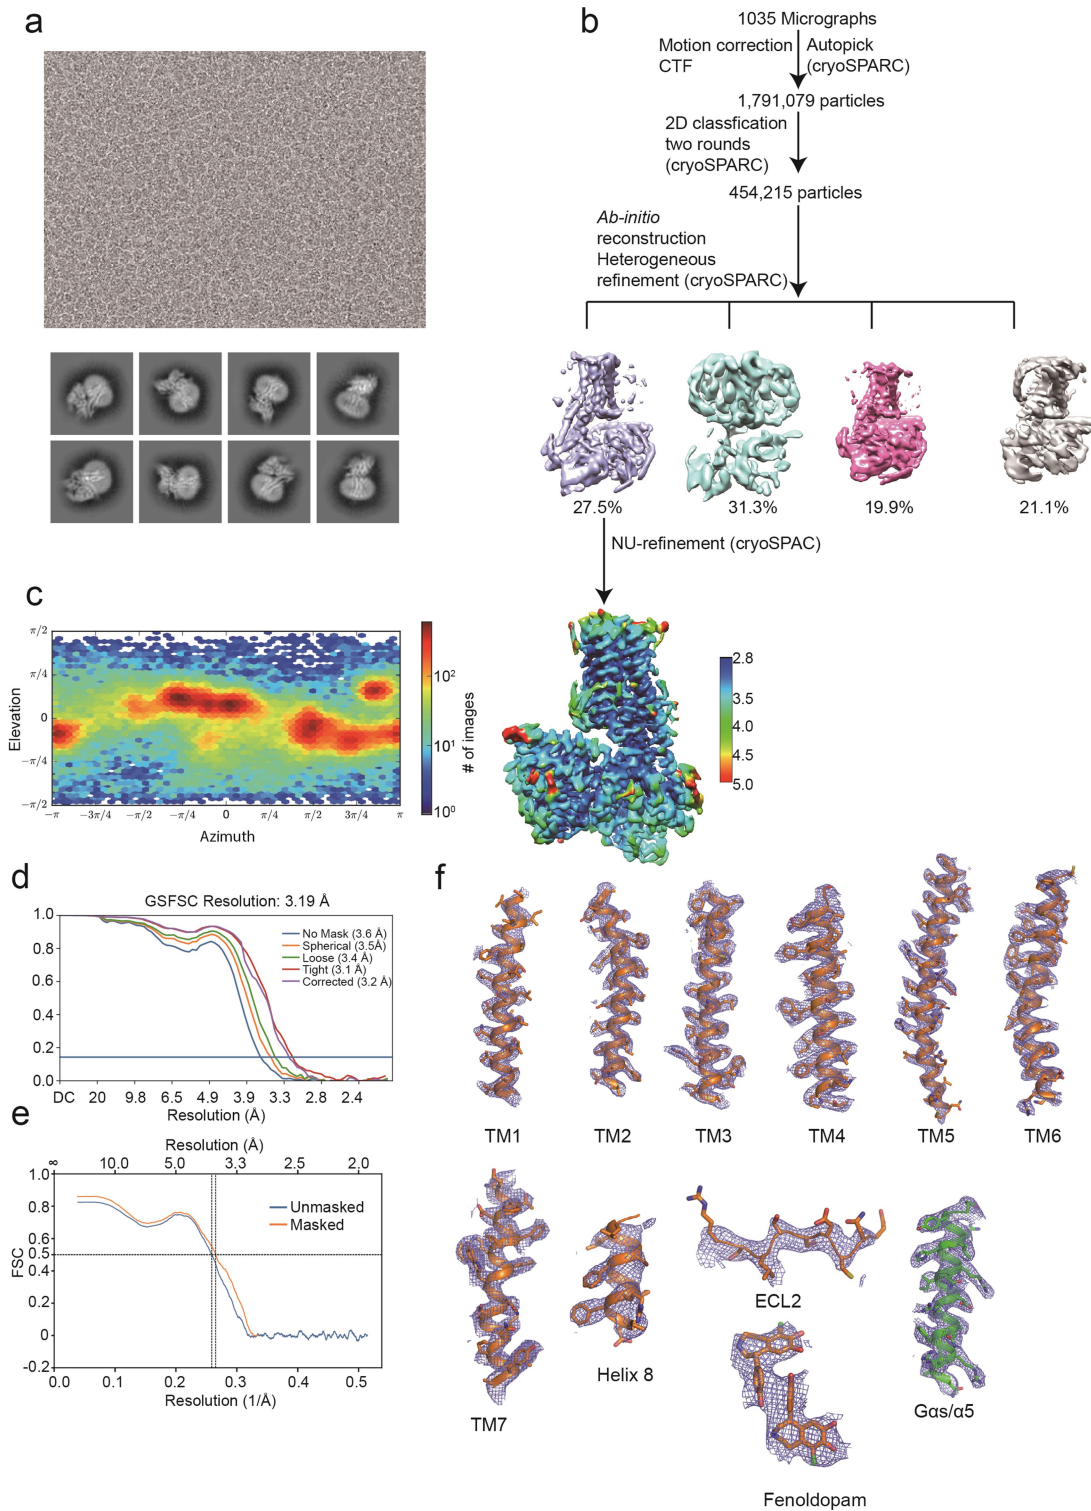 a
b
1035 Micrographs
Motion correction
CTF
Autopick
(cryoSPARC)
1,791,079 particles
2D classfication
two rounds
(cryoSPARC)
454,215 particles
Ab-initio
reconstruction
Heterogeneous
refinement (cryoSPARC)
27.5%
31.3%
19.9%
21.1%
NU-refinement (cryoSPAC)
2.8
3.5
4.0
4.5
5.0
c
π/2
π/4
0
−π/4
−π/2
Elevation
−π
−3π/4
−π/2
−π/4
0
π/4
π/2
3π/4
π
Azimuth
10²
10¹
10⁰
# of images
d
GSFSC Resolution: 3.19 Å
1.0
0.8
0.6
0.4
0.2
0.0
No Mask (3.6 Å)
Spherical (3.5Å)
Loose (3.4 Å)
Tight (3.1 Å)
Corrected (3.2 Å)
DC
20
9.8
6.5
4.9
3.9
3.3
2.8
2.4
Resolution (Å)
e
Resolution (Å)
∞
10.0
5.0
3.3
2.5
2.0
1.0
0.8
0.6
0.5
0.4
0.2
0
-0.2
FSC
Unmasked
Masked
0.0
0.1
0.2
0.3
0.4
0.5
Resolution (1/Å)
f
TM1
TM2
TM3
TM4
TM5
TM6
TM7
Helix 8
ECL2
Fenoldopam
Gαs/α5